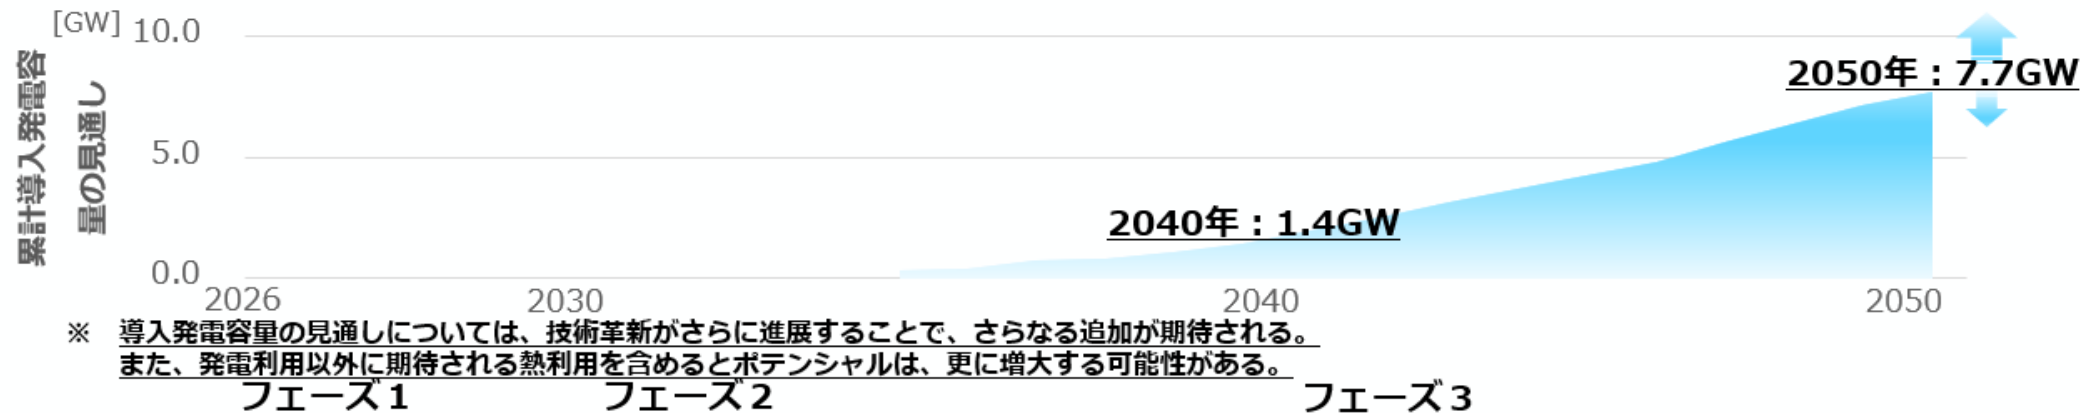 [GW]
10.0
累計導入発電容
量の見通し
2050年：7.7GW
5.0
2040年：1.4GW
0.0
2026 2030 2040 2050
※ 導入発電容量の見通しについては、技術革新がさらに進展することで、さらなる追加が期待される。
また、発電利用以外に期待される熱利用を含めるとポテンシャルは、更に増大する可能性がある。
フェーズ１ フェーズ２ フェーズ３